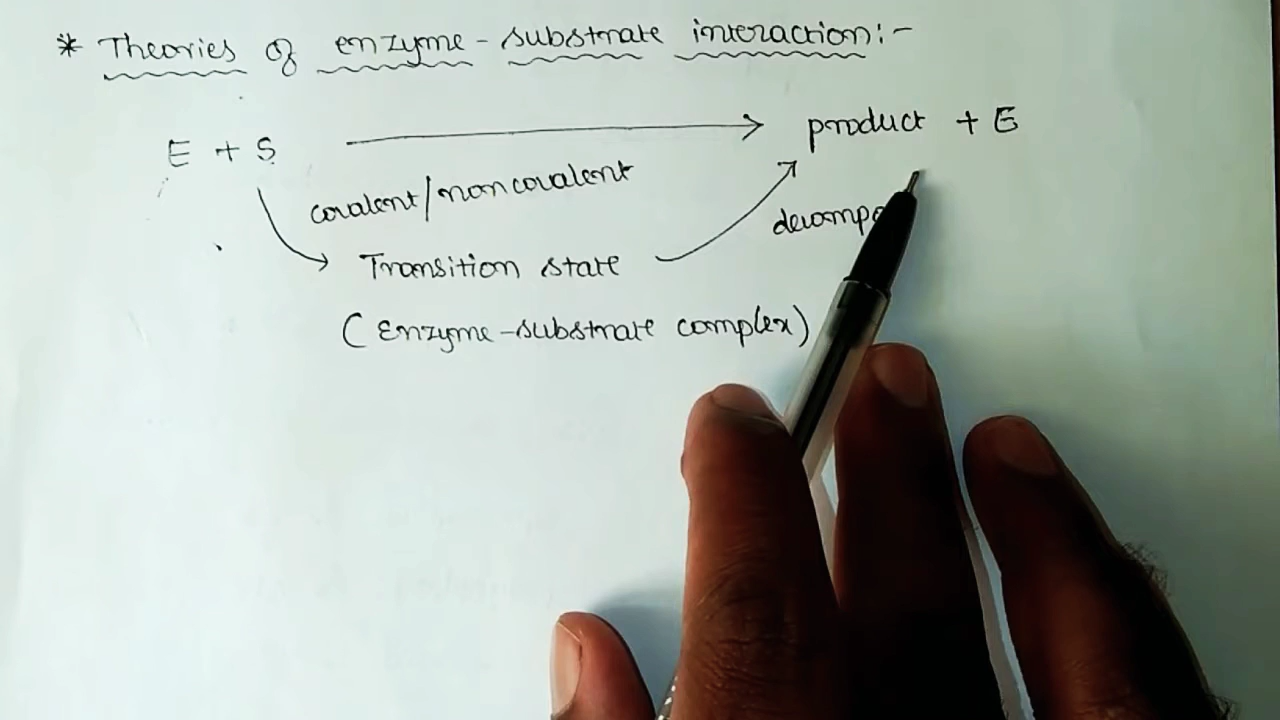 * Theories of enzyme - substrate interaction:-
E + S → product + E
covalent/noncovalent
Transition state
(Enzyme-substrate complex)